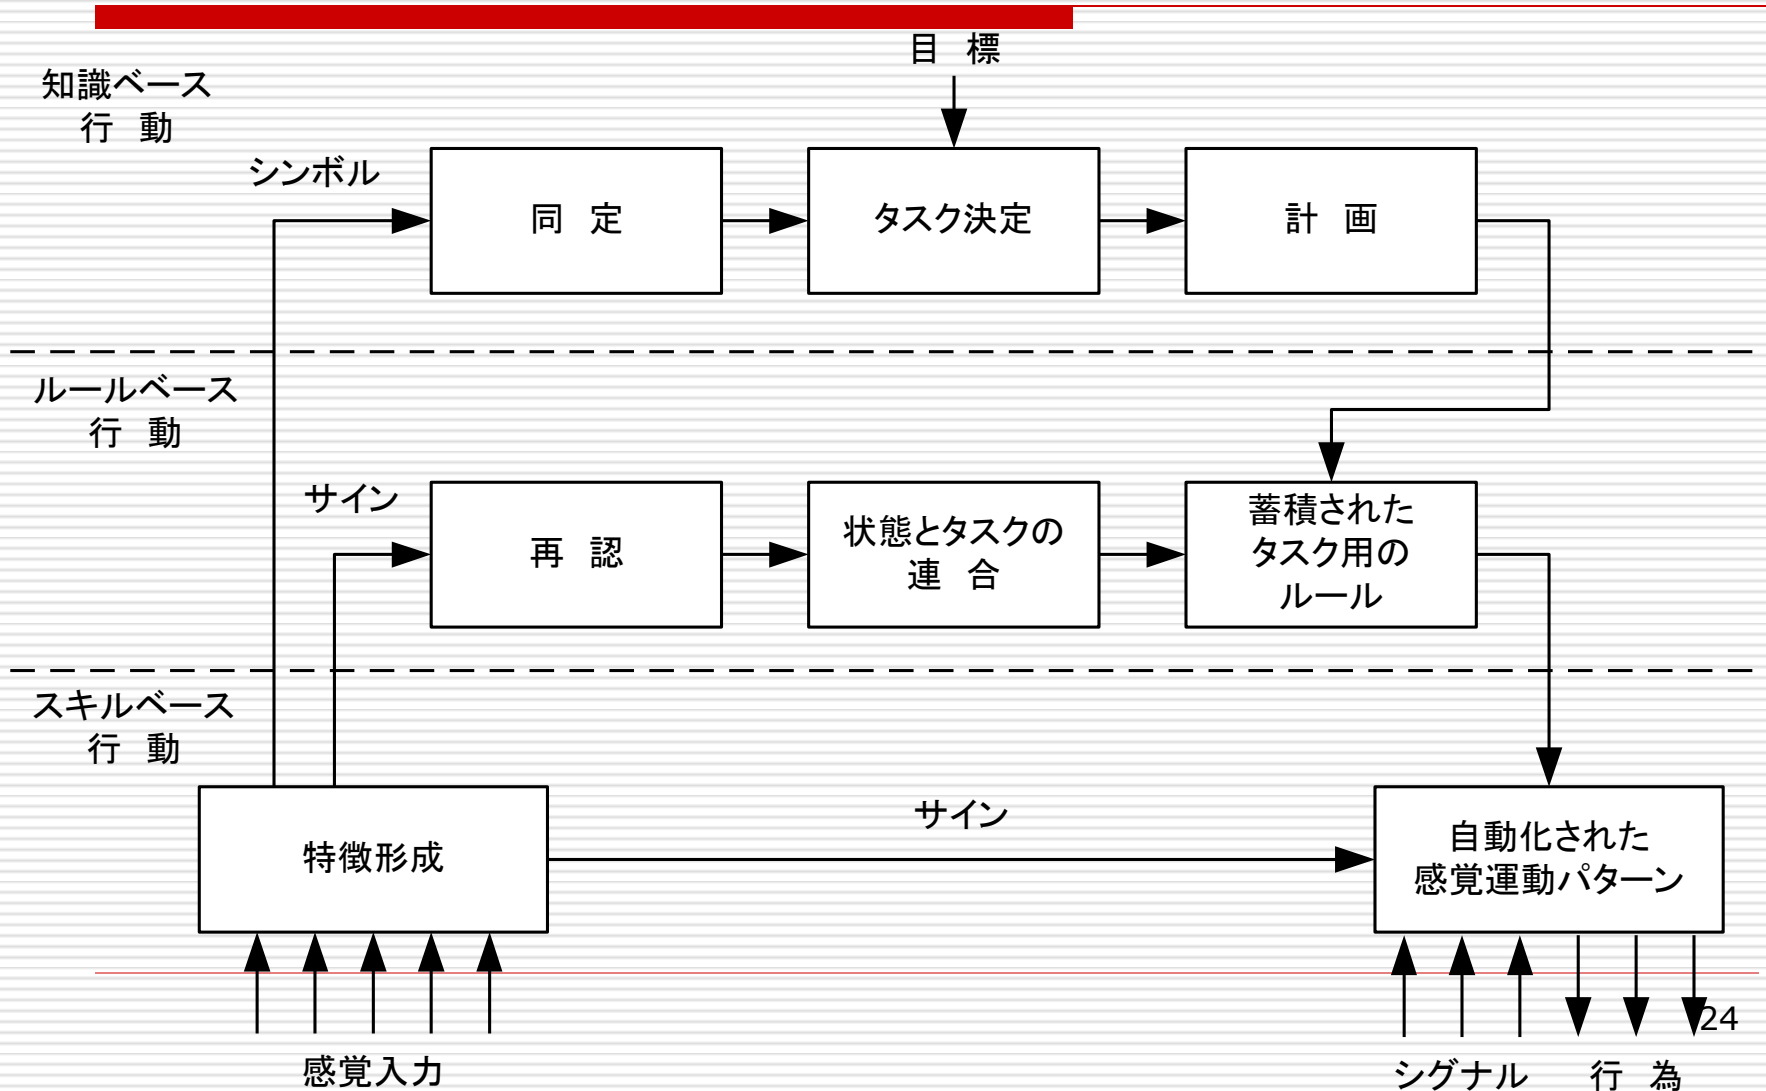 目 標
知識ベース
行 動
シンボル
同 定
タスク決定
計 画
ルールベース
行 動
サイン
再 認
状態とタスクの
連 合
蓄積された
タスク用の
ルール
スキルベース
行 動
特徴形成
サイン
自動化された
感覚運動パターン
24
感覚入力
シグナル
行 為